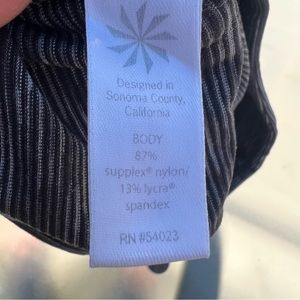 Designed in
Sonoma County,
California
BODY
87%
supplex® nylon/
13% lycra®
spandex
RN #54023